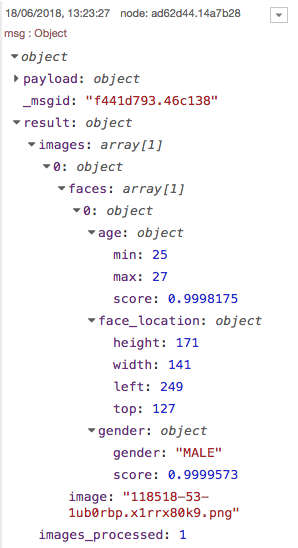 18/06/2018, 13:23:27 node: ad62d44.14a7b28
msg : Object
object
payload: object
_msgid: "f441d793.46c138"
result: object
images: array[1]
0: object
faces: array[1]
0: object
age: object
min: 25
max: 27
score: 0.9998175
face_location: object
height: 171
width: 141
left: 249
top: 127
gender: object
gender: "MALE"
score: 0.9999573
image: "118518-53-
1ub0rbp.x1rrx80k9.png"
images_processed: 1